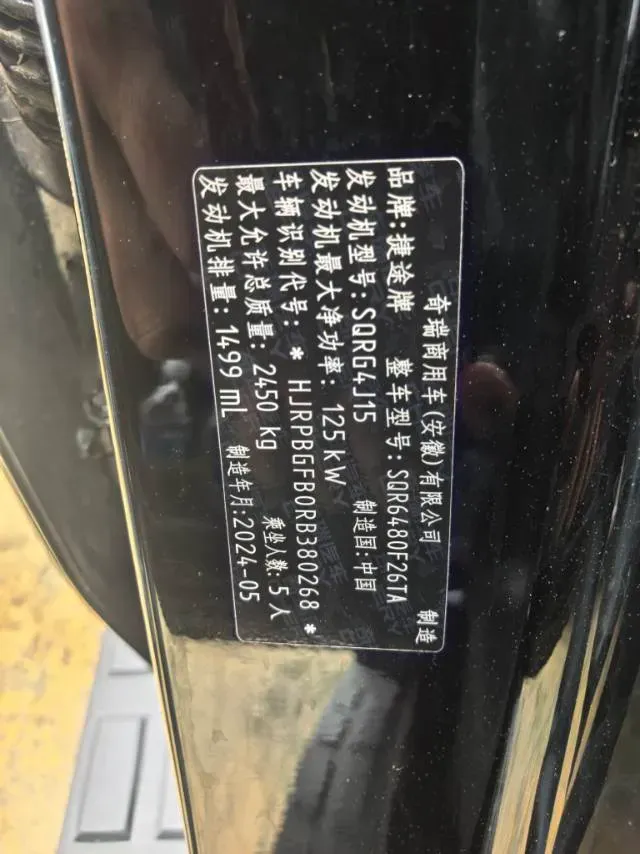 奇瑞商用车(安徽)有限公司 制造
品牌:捷途牌 整车型号:SQR6480F26TA
发动机型号:SQRG4J15 制造国:中国
发动机最大净功率: 125 kW
车辆识别代号: * HJRPBGFB0RB380268 *
最大允许总质量: 2450 kg 乘坐人数: 5 人
发动机排量: 1499 mL 制造年月:2024-05